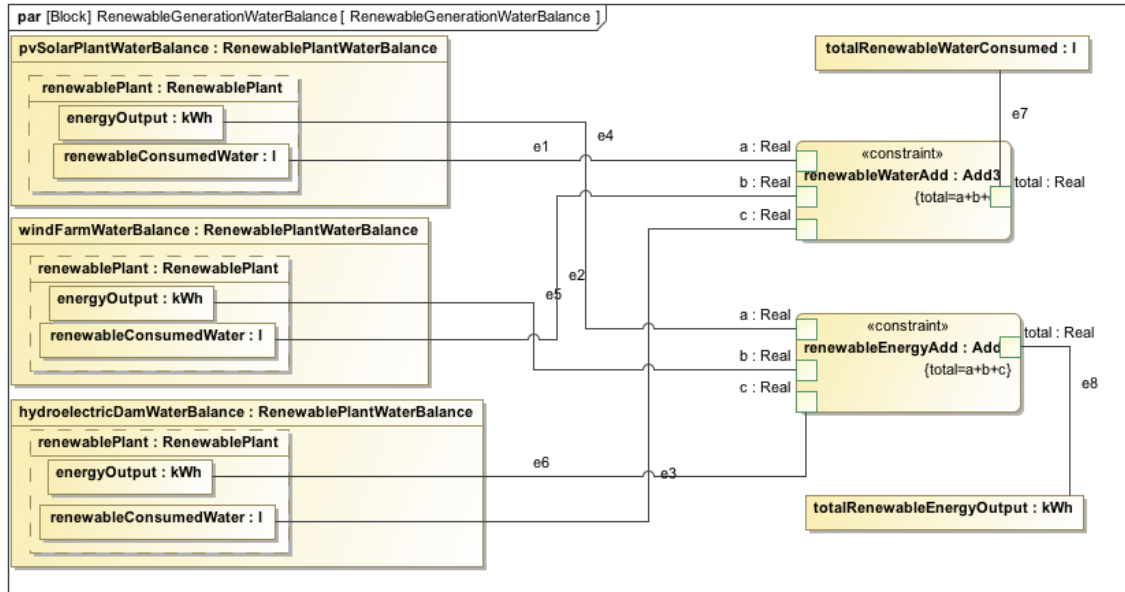 par [Block] RenewableGenerationWaterBalance [ RenewableGenerationWaterBalance ]
pvSolarPlantWaterBalance : RenewablePlantWaterBalance
renewablePlant : RenewablePlant
energyOutput : kWh
renewableConsumedWater : l
windFarmWaterBalance : RenewablePlantWaterBalance
renewablePlant : RenewablePlant
energyOutput : kWh
renewableConsumedWater : l
hydroelectricDamWaterBalance : RenewablePlantWaterBalance
renewablePlant : RenewablePlant
energyOutput : kWh
renewableConsumedWater : l
e1
e4
e2
e5
e6
e3
totalRenewableWaterConsumed : l
e7
a : Real
b : Real
c : Real
«constraint»
renewableWaterAdd : Add3
{total=a+b+
total : Real
a : Real
b : Real
c : Real
«constraint»
renewableEnergyAdd : Add
{total=a+b+c}
total : Real
e8
totalRenewableEnergyOutput : kWh